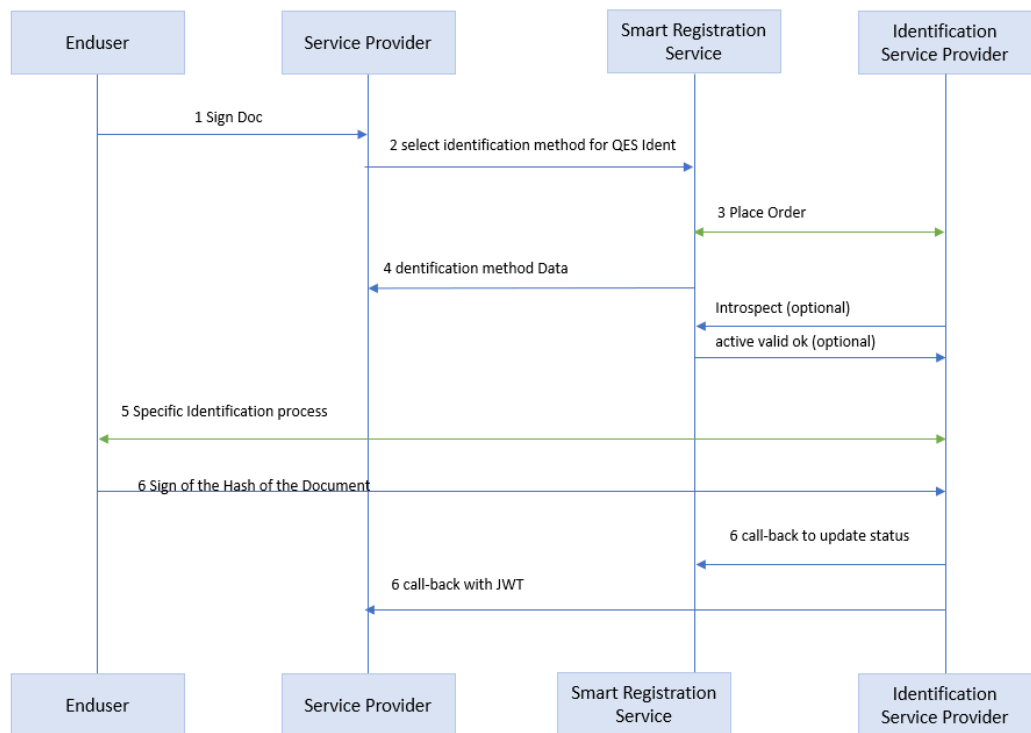 Enduser
Service Provider
Smart Registration
Service
Identification
Service Provider
1 Sign Doc
2 select identification method for QES Ident
3 Place Order
4 dentification method Data
Introspect (optional)
active valid ok (optional)
5 Specific Identification process
6 Sign of the Hash of the Document
6 call-back to update status
6 call-back with JWT
Enduser
Service Provider
Smart Registration
Service
Identification
Service Provider